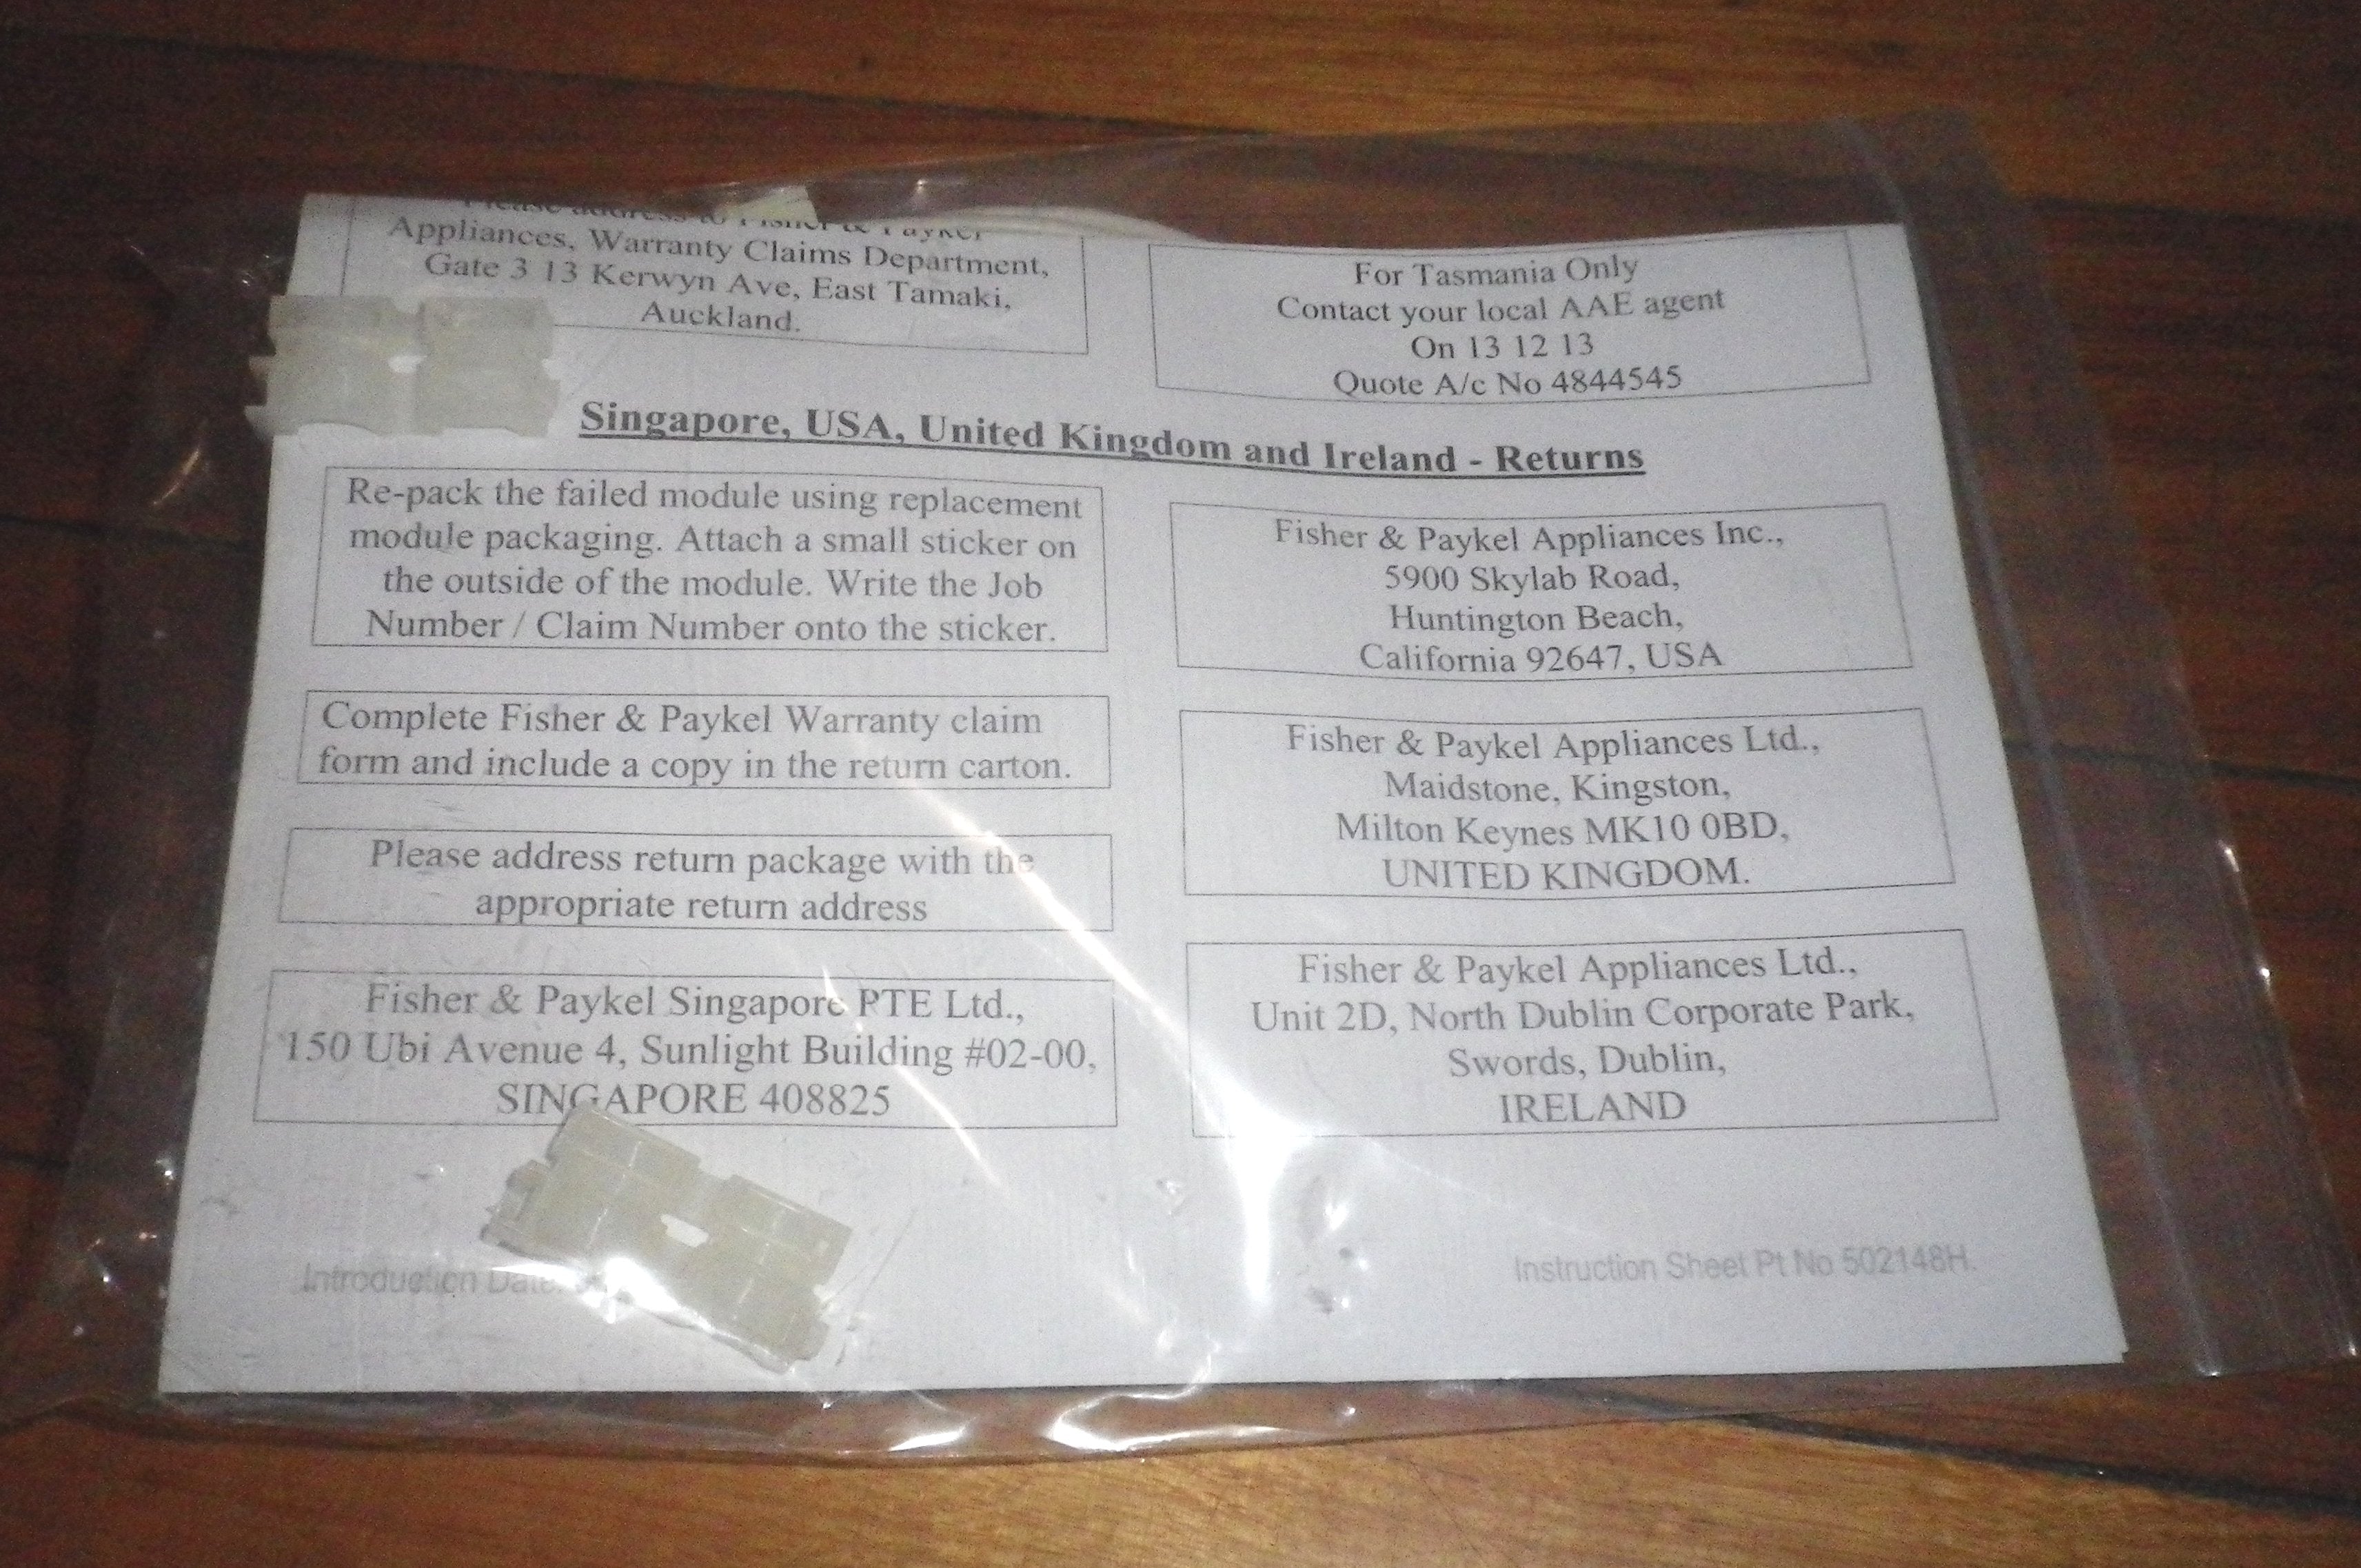 Please address to Fisher & Paykel
Appliances, Warranty Claims Department,
Gate 3 13 Kerwyn Ave, East Tamaki,
Auckland.
For Tasmania Only
Contact your local AAE agent
On 13 12 13
Quote A/c No 4844545
Singapore, USA, United Kingdom and Ireland - Returns
Re-pack the failed module using replacement
module packaging. Attach a small sticker on
the outside of the module. Write the Job
Number / Claim Number onto the sticker.
Complete Fisher & Paykel Warranty claim
form and include a copy in the return carton.
Please address return package with the
appropriate return address
Fisher & Paykel Singapore PTE Ltd.,
150 Ubi Avenue 4, Sunlight Building #02-00,
SINGAPORE 408825
Fisher & Paykel Appliances Inc.,
5900 Skylab Road,
Huntington Beach,
California 92647, USA
Fisher & Paykel Appliances Ltd.,
Maidstone, Kingston,
Milton Keynes MK10 0BD,
UNITED KINGDOM.
Fisher & Paykel Appliances Ltd.,
Unit 2D, North Dublin Corporate Park,
Swords, Dublin,
IRELAND
Introduction Date:
Instruction Sheet Pt No 502148H.